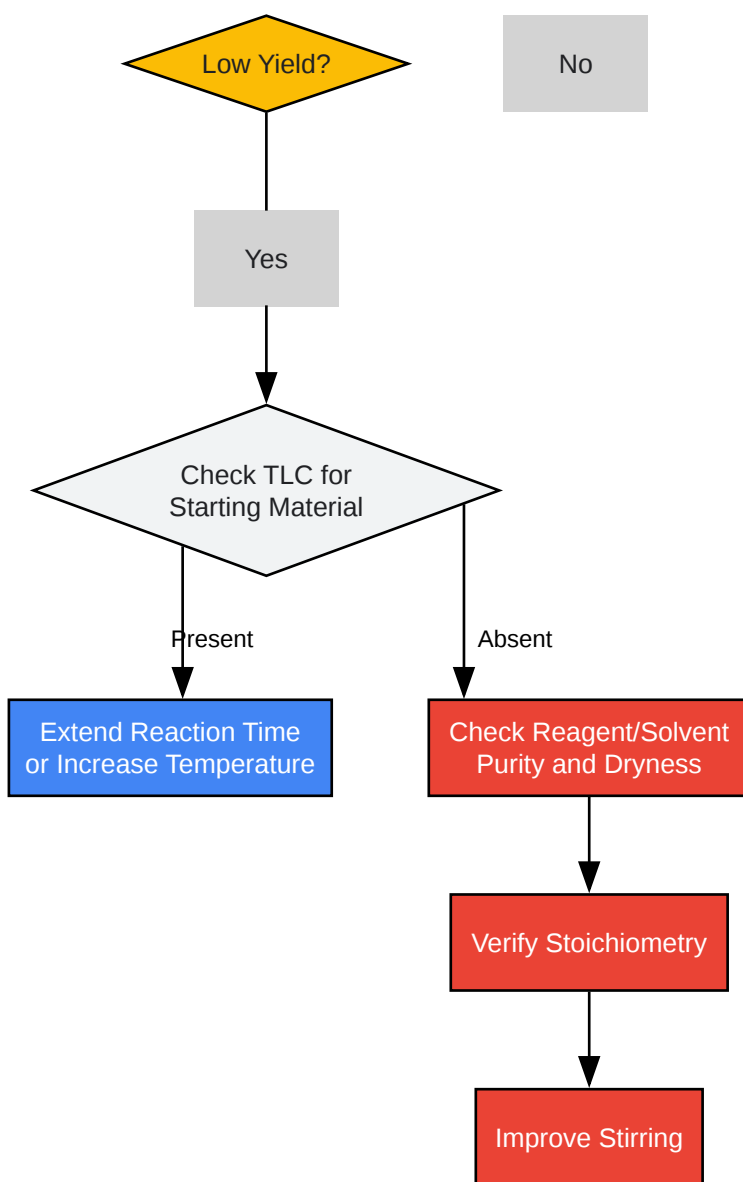 Low Yield?
No
Yes
Check TLC for
Starting Material
Present
Absent
Extend Reaction Time
or Increase Temperature
Check Reagent/Solvent
Purity and Dryness
Verify Stoichiometry
Improve Stirring